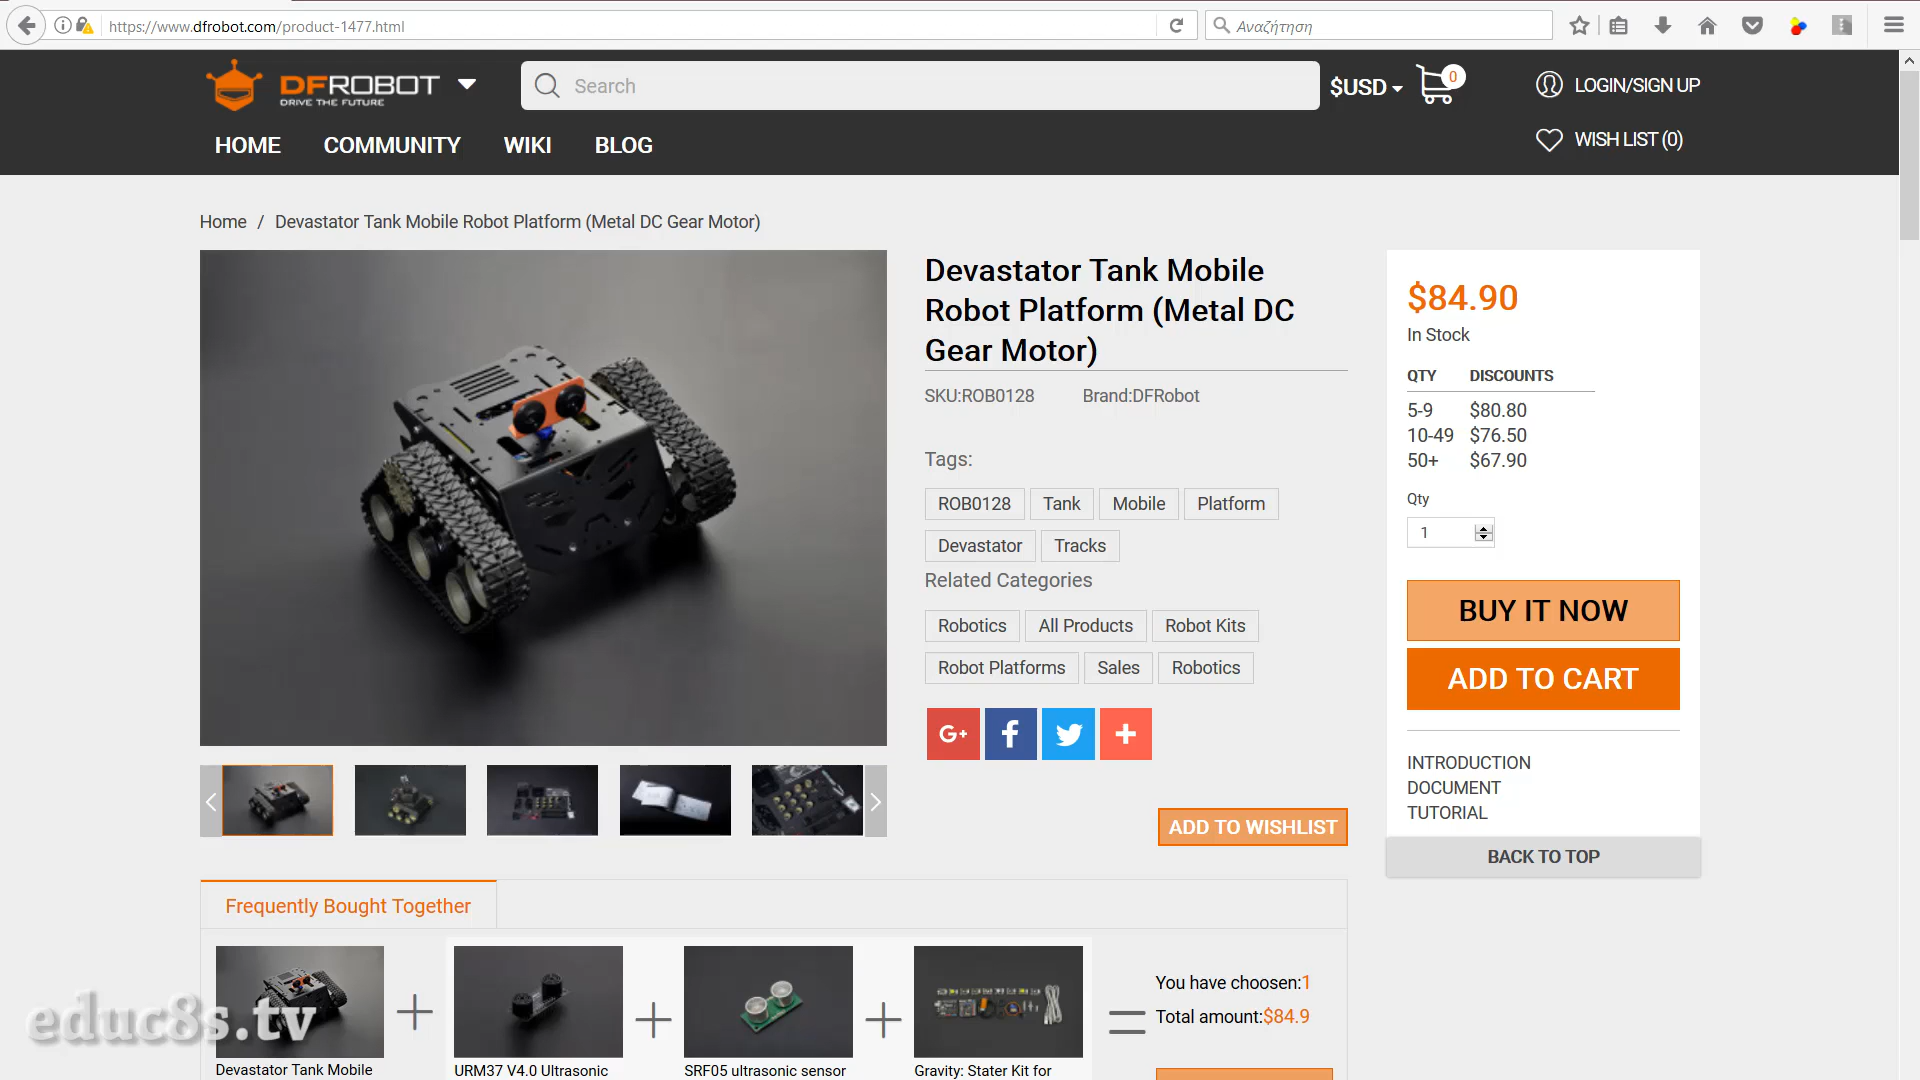 https://www.dfrobot.com/product-1477.html
Αναζήτηση
DFROBOT
DRIVE THE FUTURE
Search
$USD
0
LOGIN/SIGN UP
HOME
COMMUNITY
WIKI
BLOG
WISH LIST (0)
Home / Devastator Tank Mobile Robot Platform (Metal DC Gear Motor)
Devastator Tank Mobile
Robot Platform (Metal DC
Gear Motor)
SKU:ROB0128
Brand:DFRobot
Tags:
ROB0128
Tank
Mobile
Platform
Devastator
Tracks
Related Categories
Robotics
All Products
Robot Kits
Robot Platforms
Sales
Robotics
G+
ADD TO WISHLIST
$84.90
In Stock
QTY DISCOUNTS
5-9 $80.80
10-49 $76.50
50+ $67.90
Qty
1
BUY IT NOW
ADD TO CART
INTRODUCTION
DOCUMENT
TUTORIAL
BACK TO TOP
Frequently Bought Together
Devastator Tank Mobile
URM37 V4.0 Ultrasonic
SRF05 ultrasonic sensor
Gravity: Stater Kit for
You have choosen:1
Total amount:$84.9
educ8s.tv